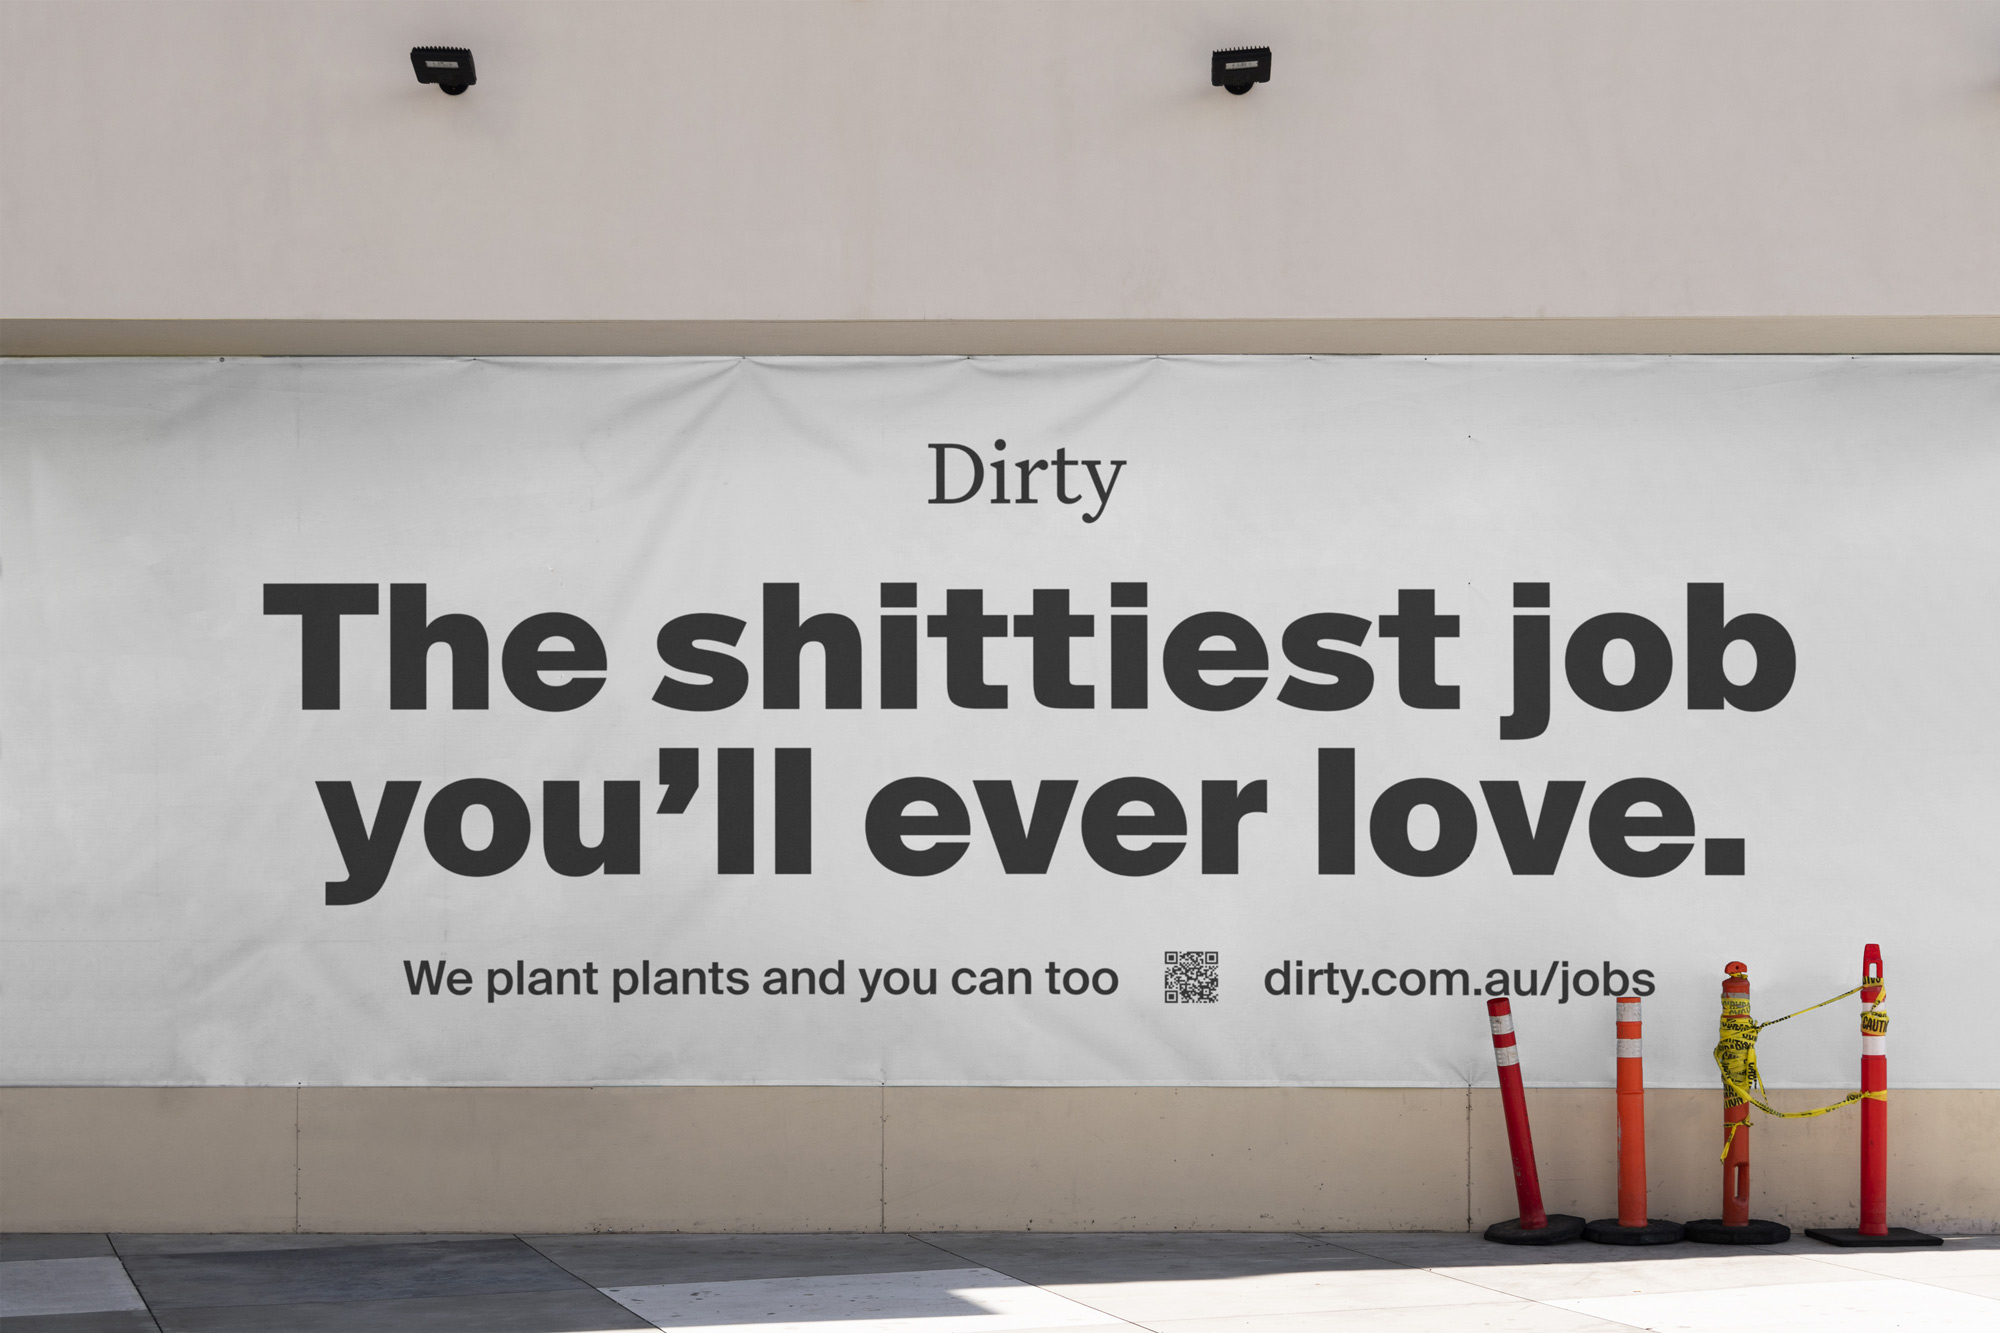 Dirty
The shittiest job
you’ll ever love.
We plant plants and you can too
dirty.com.au/jobs
CAUTI